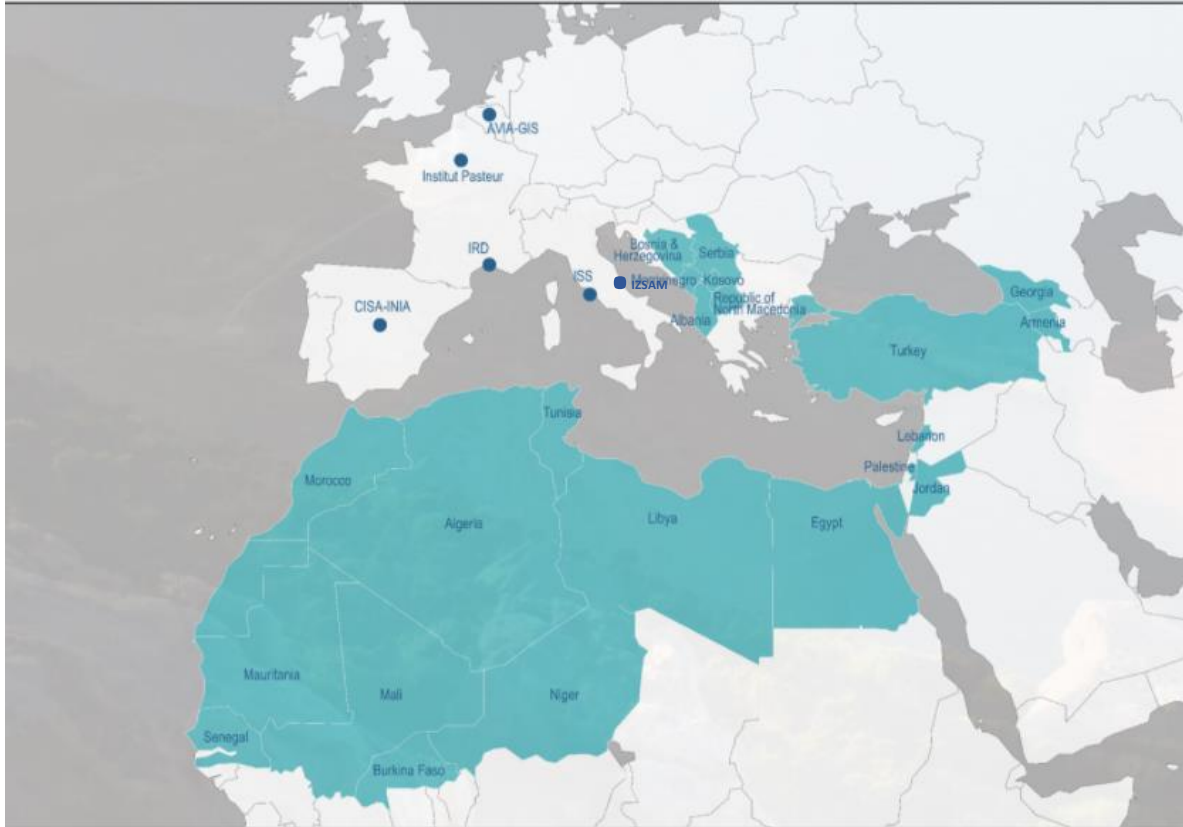 AVIA-GIS
Institut Pasteur
IRD
ISS
IZSAM
CISA-INIA
Bosnia &
Herzegovina
Serbia
Montenegro
Kosovo
Republic of
North Macedonia
Albania
Georgia
Armenia
Turkey
Tunisia
Lebanon
Palestine
Jordan
Morocco
Algeria
Libya
Egypt
Mauritania
Mali
Niger
Senegal
Burkina Faso